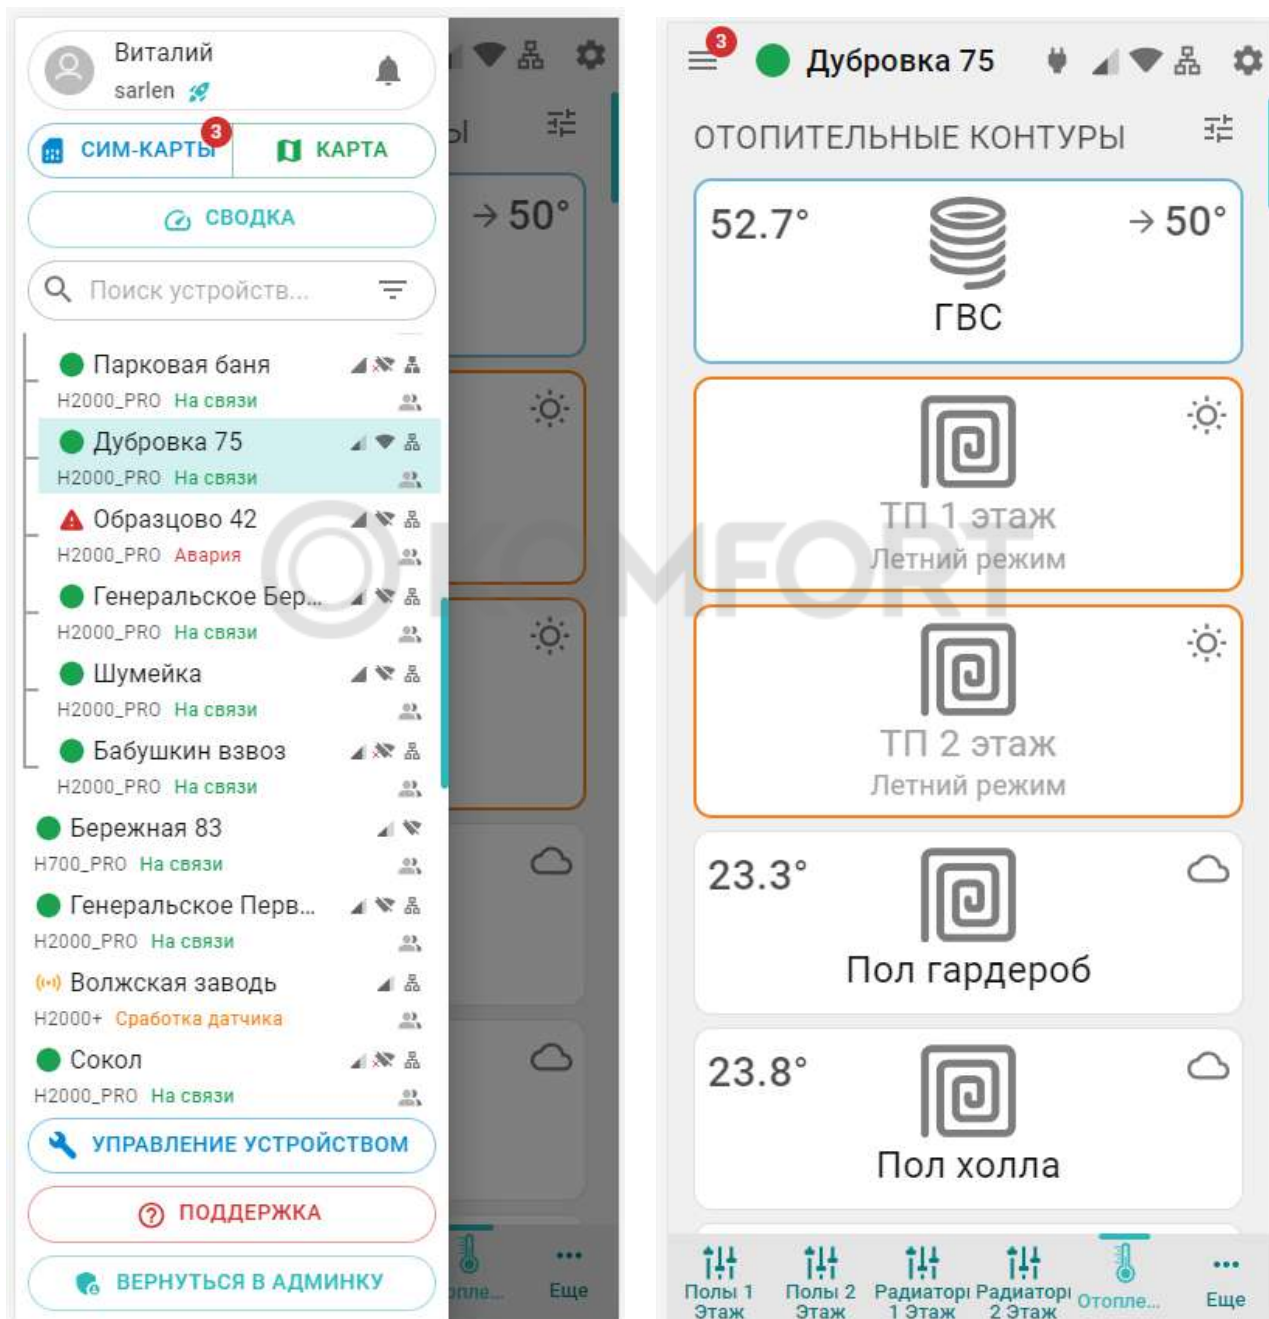 Виталий
sarlen
СИМ-КАРТЫ
3
КАРТА
СВОДКА
Поиск устройств...
Парковая баня
H2000_PRO На связи
Дубровка 75
H2000_PRO На связи
Образцово 42
H2000_PRO Авария
Генеральское Бер...
H2000_PRO На связи
Шумейка
H2000_PRO На связи
Бабушкин взвоз
H2000_PRO На связи
Бережная 83
H700_PRO На связи
Генеральское Перв...
H2000_PRO На связи
Волжская заводь
H2000+ Сработка датчика
Сокол
H2000_PRO На связи
УПРАВЛЕНИЕ УСТРОЙСТВОМ
ПОДДЕРЖКА
ВЕРНУТЬСЯ В АДМИНКУ
Ы
→ 50°
опле...
Еще
3
Дубровка 75
ОТОПИТЕЛЬНЫЕ КОНТУРЫ
52.7°
→ 50°
ГВС
ТП 1 этаж
Летний режим
ТП 2 этаж
Летний режим
23.3°
Пол гардероб
23.8°
Пол холла
Полы 1
Этаж
Полы 2
Этаж
Радиаторы
1 Этаж
Радиаторы
2 Этаж
Отопле...
Еще
KOMFORT